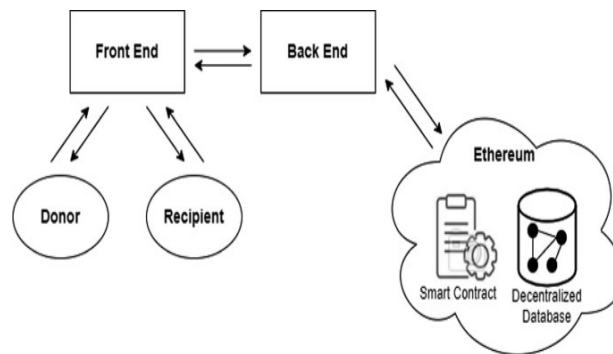 Front End
Back End
Donor
Recipient
Ethereum
Smart Contract
Decentralized
Database